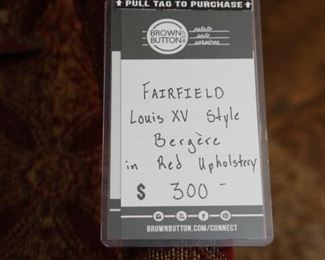 PULL TAG TO PURCHASE
BROWN
BUTTON
estate
sale
services
FAIRFIELD
Louis XV Style
Bergère
in Red Upholstery
$ 300-
BROWNBUTTON.COM/CONNECT